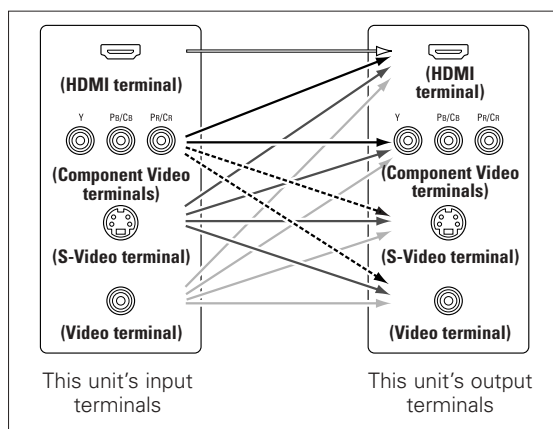 (HDMI terminal)
(HDMI
terminal)
Y PB/CB PR/CR
Y PB/CB PR/CR
(Component Video
terminals)
(Component Video
terminals)
(S-Video terminal)
(S-Video terminal)
(Video terminal)
(Video terminal)
This unit's input
terminals
This unit's output
terminals